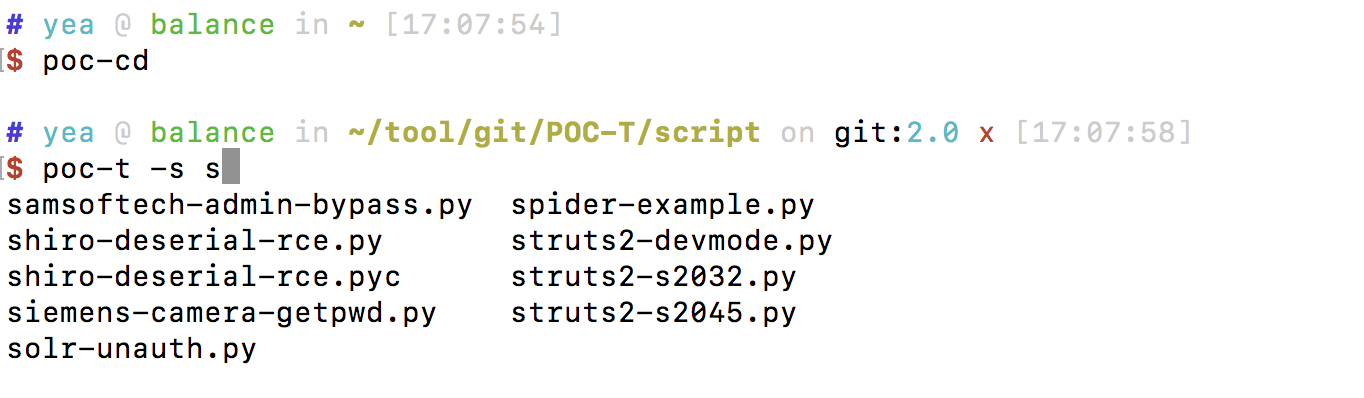 # yea @ balance in ~ [17:07:54]
[$ poc-cd
# yea @ balance in ~/tool/git/POC-T/script on git:2.0 x [17:07:58]
[$ poc-t -s s
samsoftech-admin-bypass.py spider-example.py
shiro-deserial-rce.py struts2-devmode.py
shiro-deserial-rce.pyc struts2-s2032.py
siemens-camera-getpwd.py struts2-s2045.py
solr-unauth.py